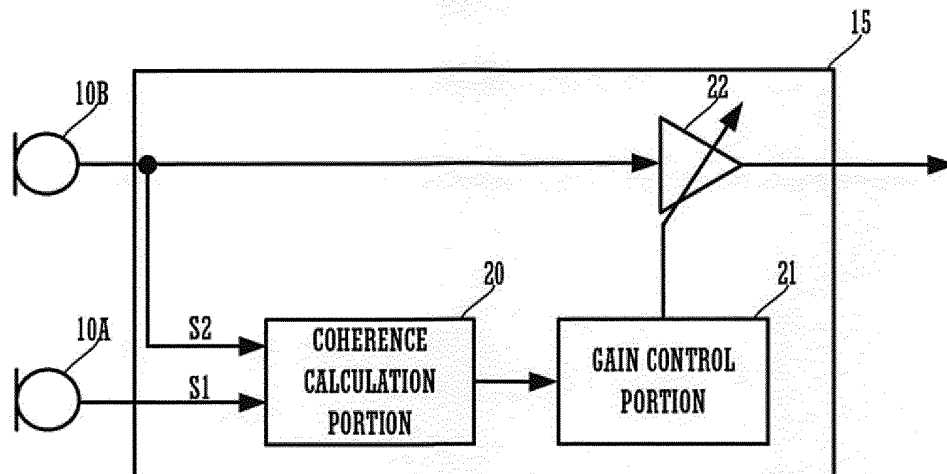 15
10B
22
20
21
10A
S2
S1
COHERENCE
CALCULATION
PORTION
GAIN CONTROL
PORTION